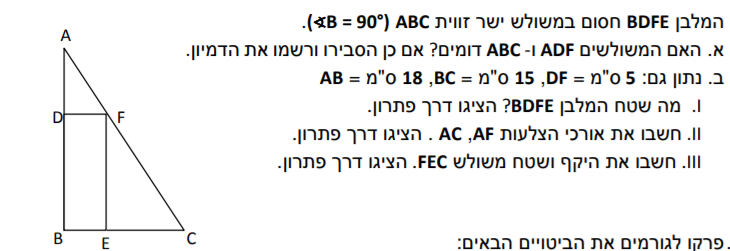 המלבן BDFE חסום במשולש ישר זווית ABC (∢B = 90°).
א. האם המשולשים ADF ו- ABC דומים? אם כן הסבירו ורשמו את הדמיון.
ב. נתון גם: 5 ס"מ = DF, 15 ס"מ = BC, 18 ס"מ = AB
I. מה שטח המלבן BDFE? הציגו דרך פתרון.
II. חשבו את אורכי הצלעות AC, AF . הציגו דרך פתרון.
III. חשבו את היקף ושטח משולש FEC. הציגו דרך פתרון.
A
D F
B E C
.פרקו לגורמים את הביטויים הבאים: